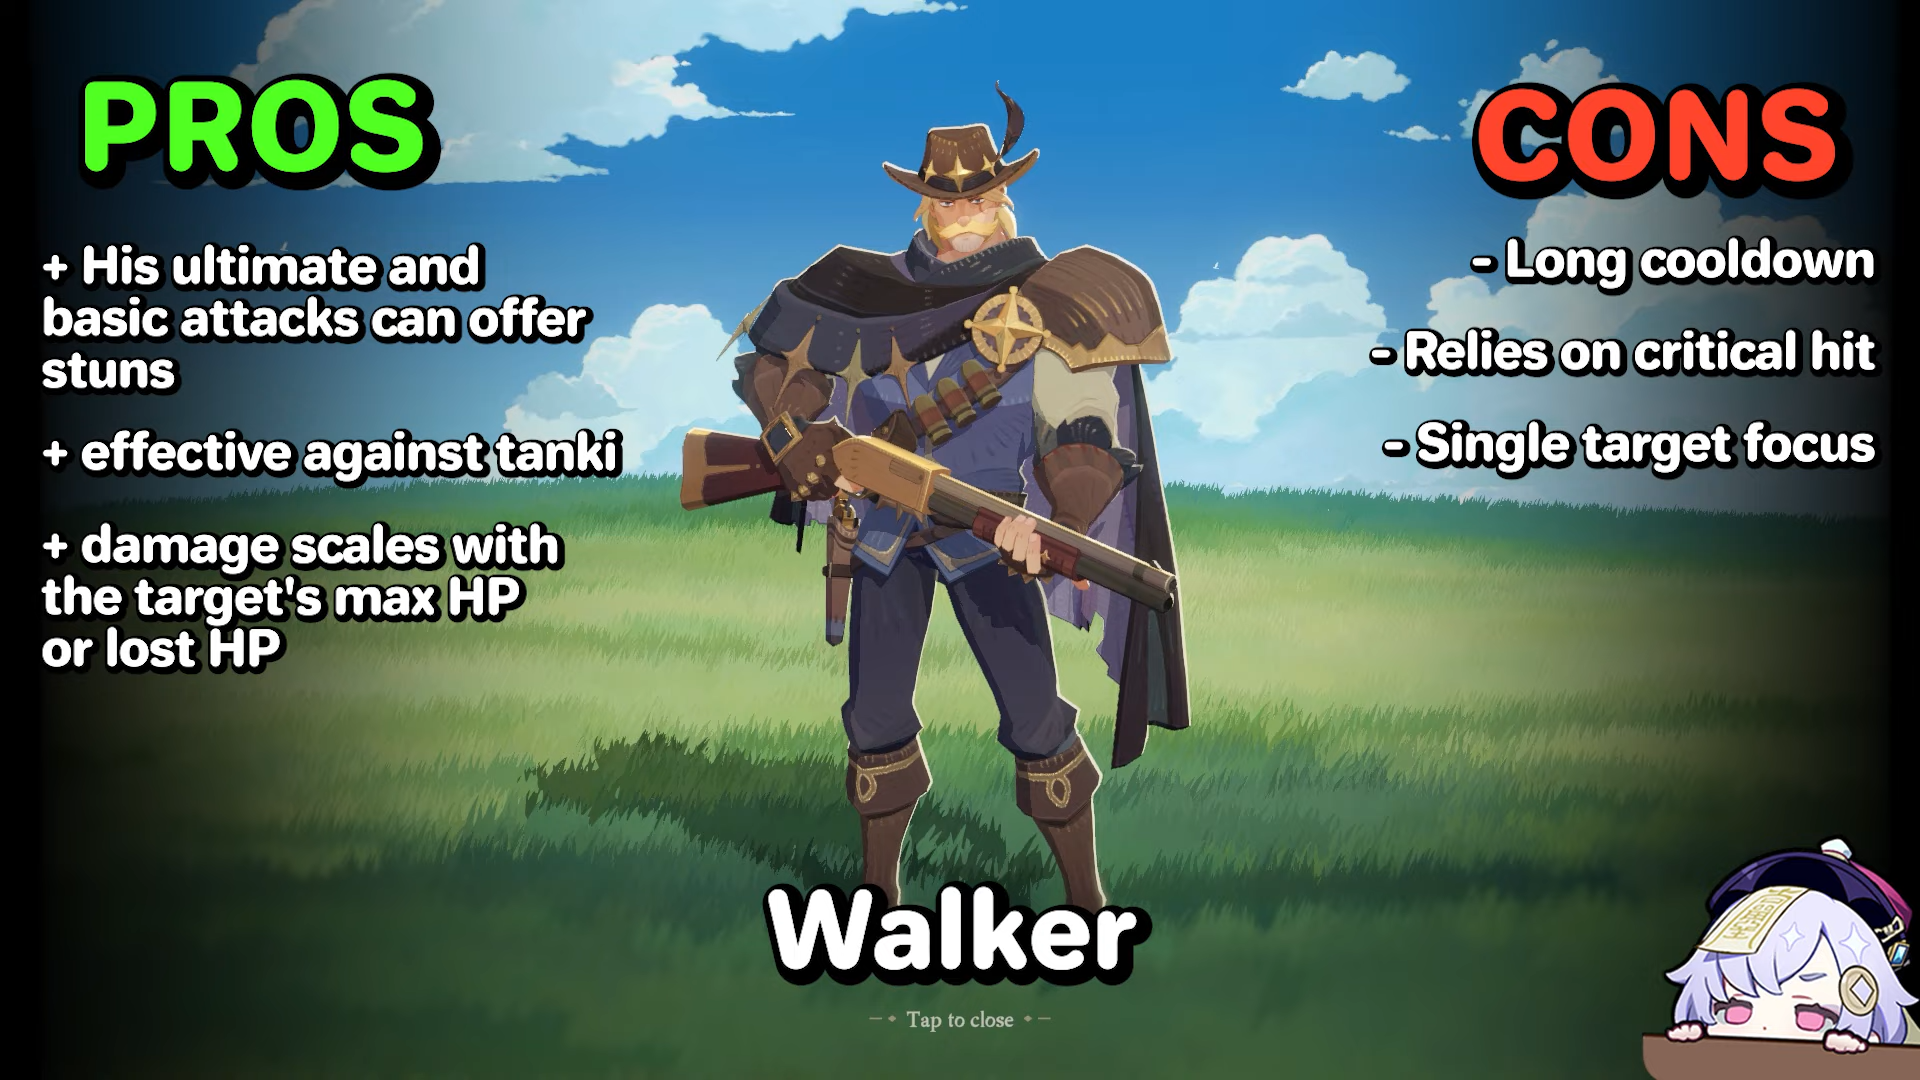 PROS
+ His ultimate and
basic attacks can offer
stuns
+ effective against tanki
+ damage scales with
the target's max HP
or lost HP
CONS
- Long cooldown
- Relies on critical hit
- Single target focus
Walker
Tap to close